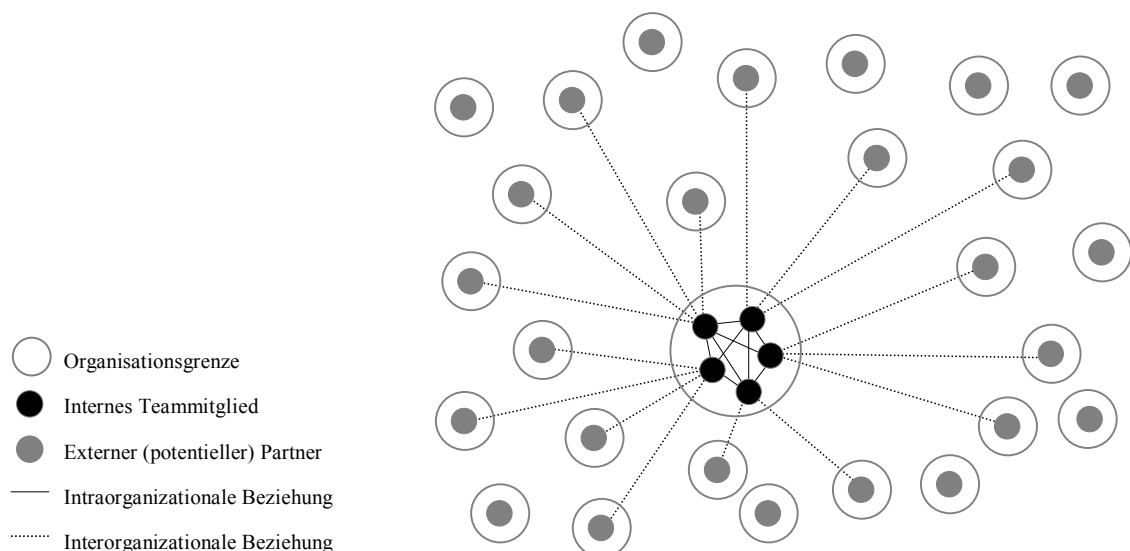 Organisationsgrenze
Internes Teammitglied
Externer (potentieller) Partner
Intraorganizationale Beziehung
Interorganizationale Beziehung